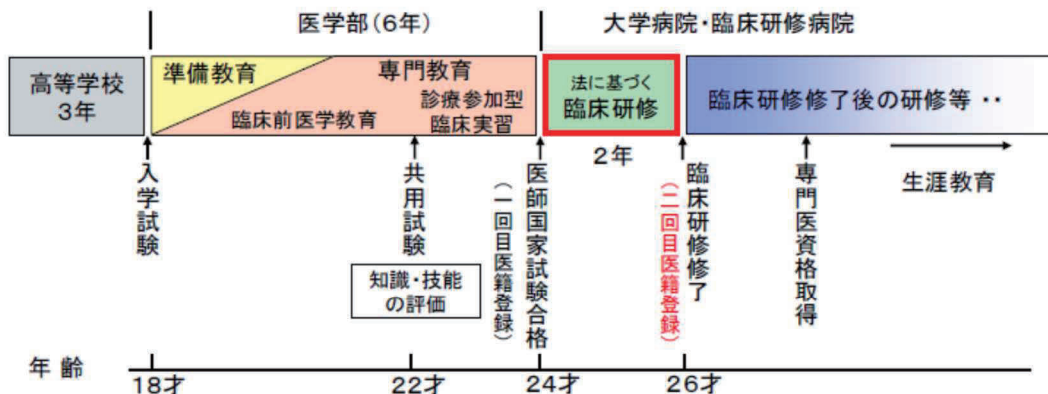 医学部(6年)
大学病院・臨床研修病院
高等学校
3年
準備教育
専門教育
臨床前医学教育
診療参加型
臨床実習
法に基づく
臨床研修
臨床研修修了後の研修等 ・・
2年
生涯教育
入学試験
共用試験
知識・技能
の評価
医師国家試験合格
(一回目医籍登録)
臨床研修修了
(二回目医籍登録)
専門医資格取得
年 齢
18才
22才
24才
26才